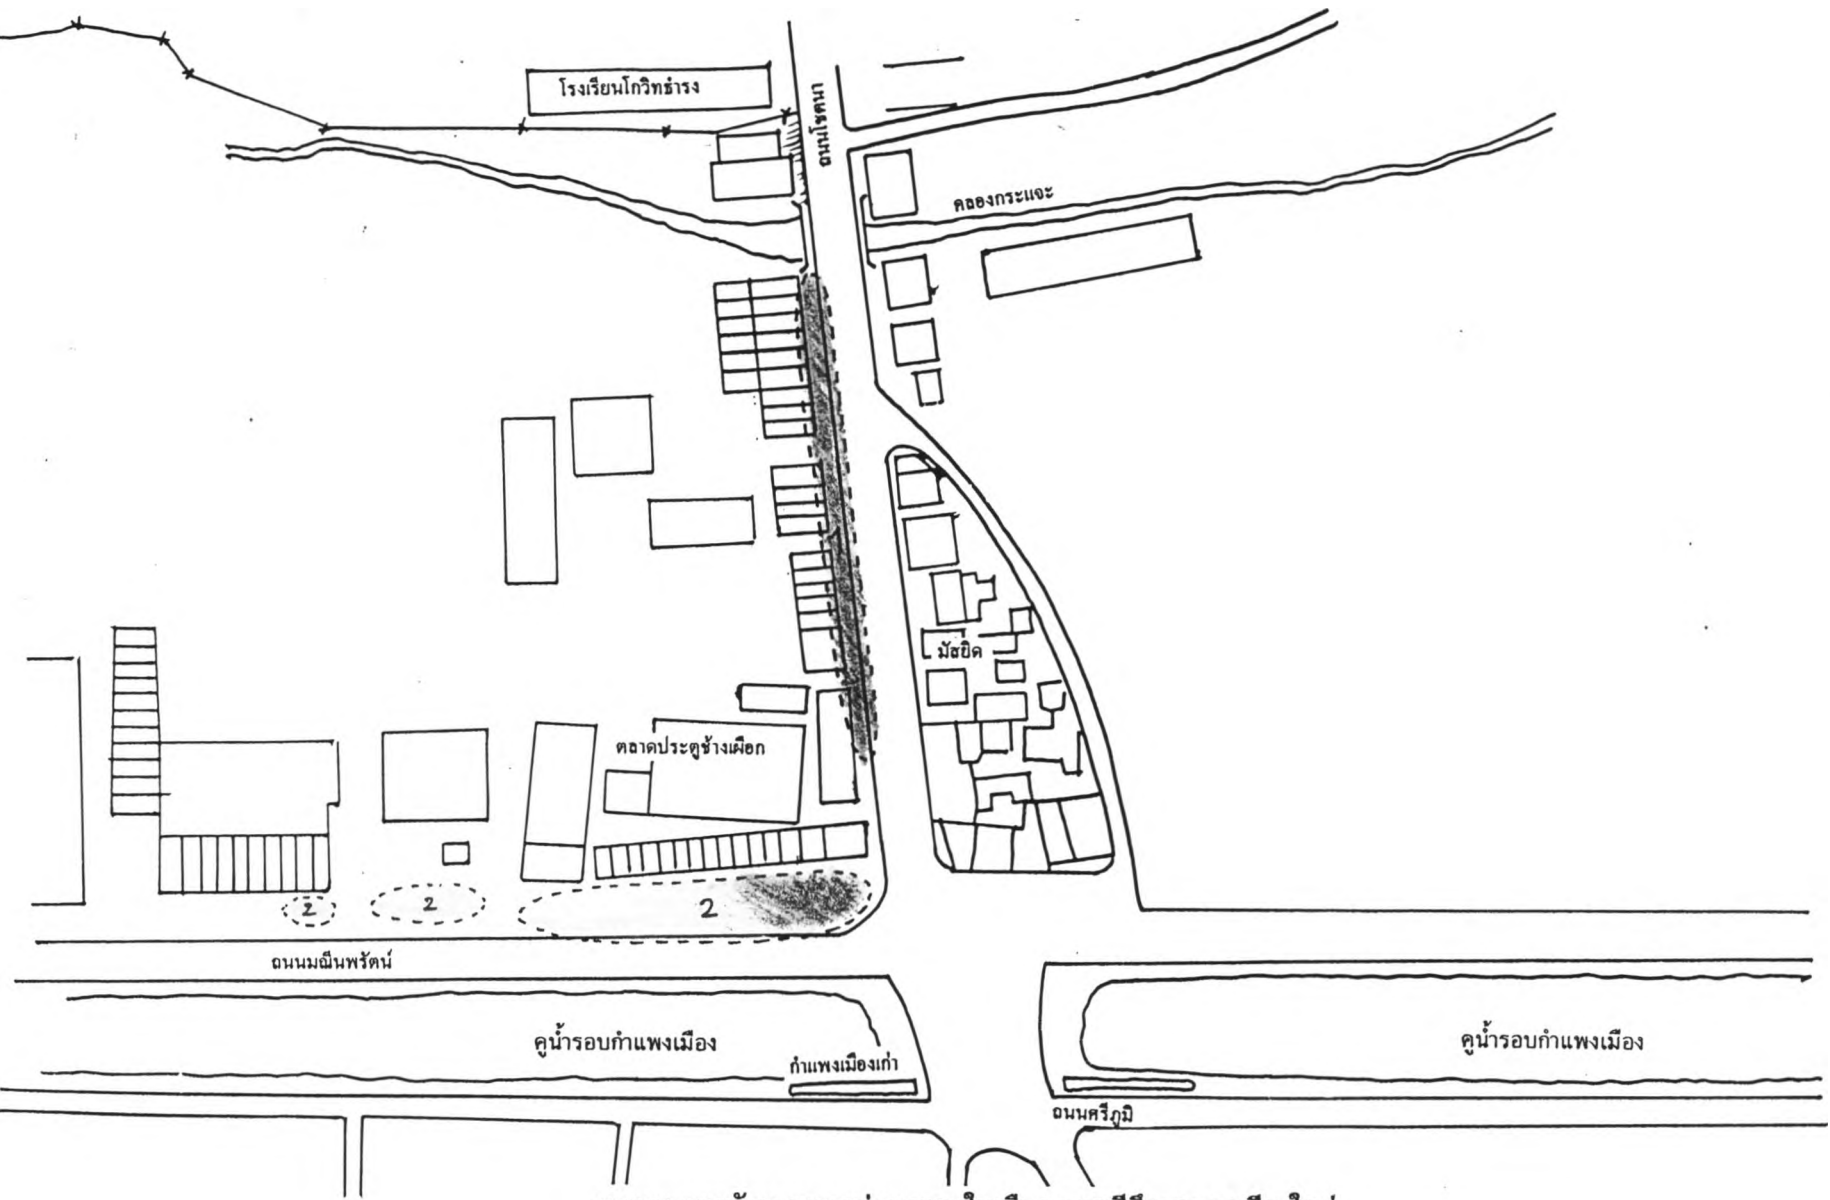 โรงเรียนโกวิทธำรง
ถนนโชตนา
คลองกระแจะ
มัสยิด
ตลาดประตูช้างเผือก
2
2
2
ถนนมณีนพรัตน์
คูน้ำรอบกำแพงเมือง
คูน้ำรอบกำแพงเมือง
กำแพงเมืองเก่า
ถนนศรีภูมิ